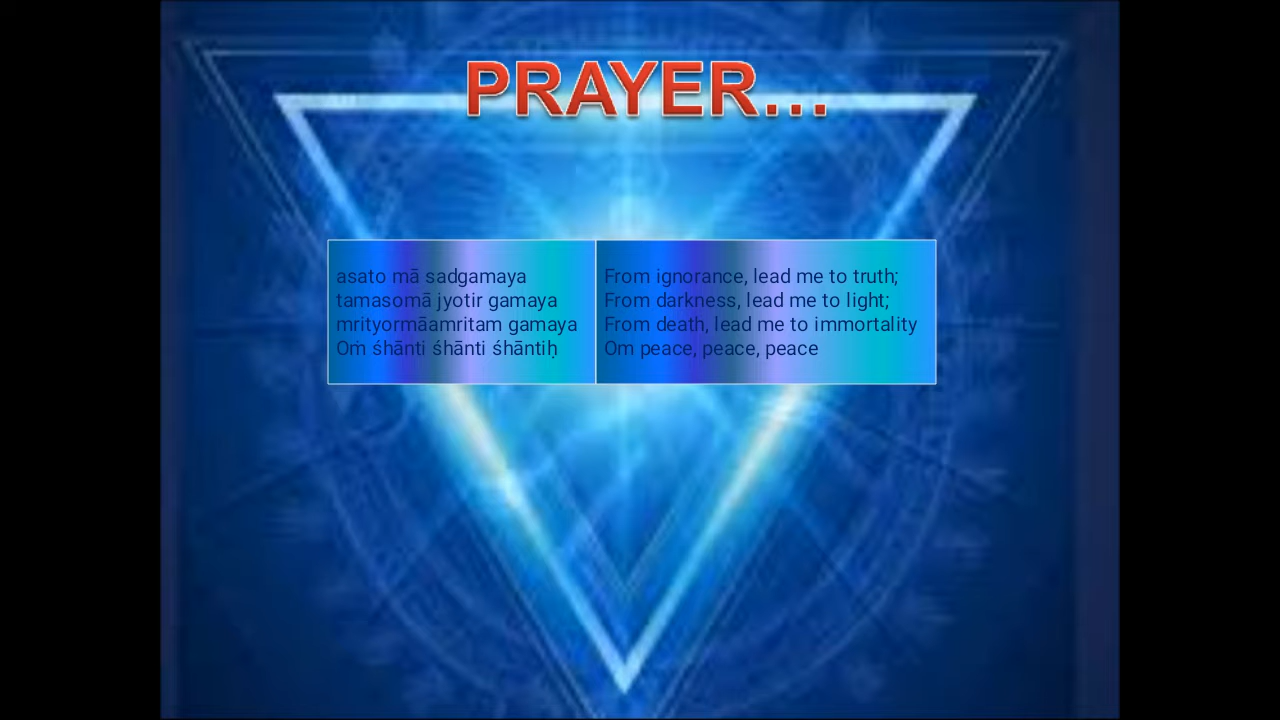 PRAYER...
asato mā sadgamaya
tamasomā jyotir gamaya
mrityormāamritam gamaya
Oṁ śhānti śhānti śhāntiḥ
From ignorance, lead me to truth;
From darkness, lead me to light;
From death, lead me to immortality
Om peace, peace, peace